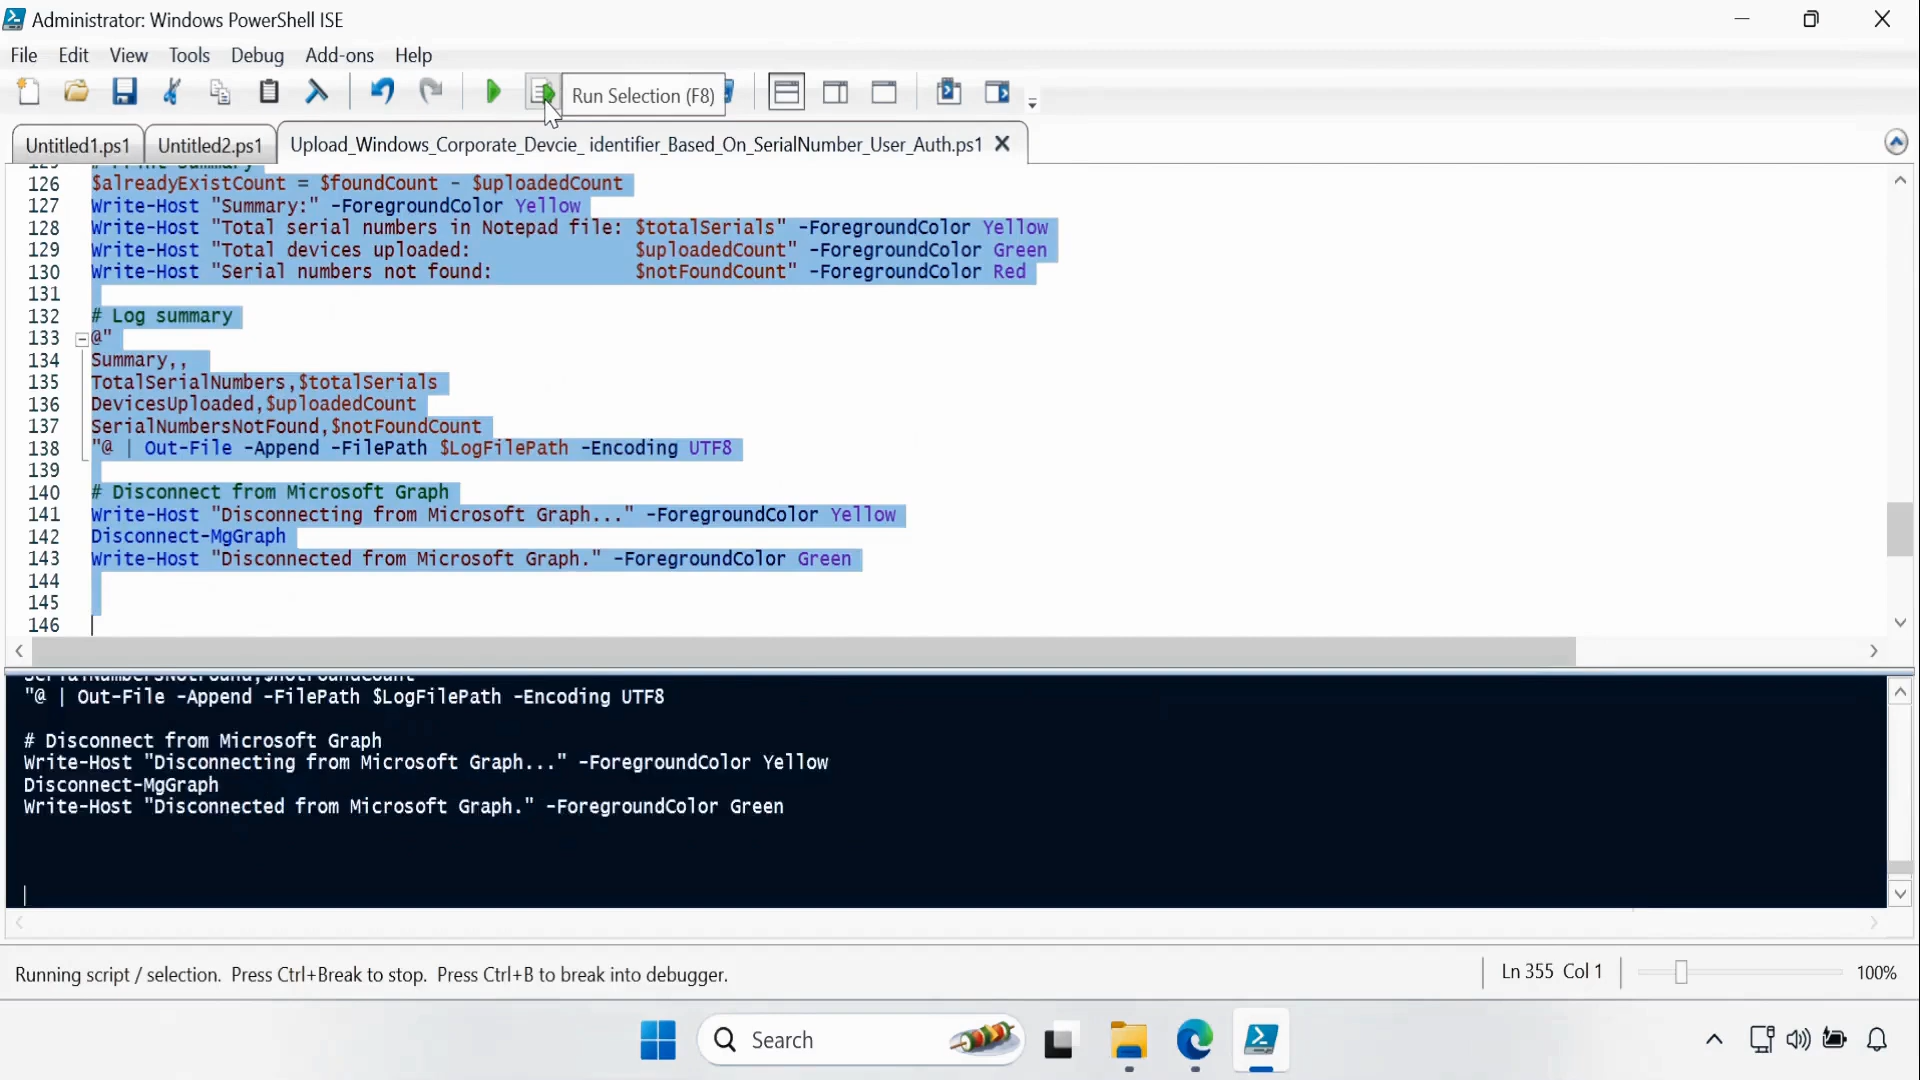 Administrator: Windows PowerShell ISE
File Edit View Tools Debug Add-ons Help
Run Selection (F8)
Untitled1.ps1 Untitled2.ps1 Upload_Windows_Corporate_Devcie_ identifier_Based_On_SerialNumber_User_Auth.ps1
126 $alreadyExistCount = $foundCount - $uploadedCount
127 Write-Host "Summary:" -ForegroundColor Yellow
128 Write-Host "Total serial numbers in Notepad file: $totalSerials" -ForegroundColor Yellow
129 Write-Host "Total devices uploaded: $uploadedCount" -ForegroundColor Green
130 Write-Host "Serial numbers not found: $notFoundCount" -ForegroundColor Red
131
132 # Log summary
133 @"
134 Summary,,
135 TotalSerialNumbers,$totalSerials
136 DevicesUploaded,$uploadedCount
137 SerialNumbersNotFound,$notFoundCount
138 "@ | Out-File -Append -FilePath $LogFilePath -Encoding UTF8
139
140 # Disconnect from Microsoft Graph
141 Write-Host "Disconnecting from Microsoft Graph..." -ForegroundColor Yellow
142 Disconnect-MgGraph
143 Write-Host "Disconnected from Microsoft Graph." -ForegroundColor Green
144
145
146
"@ | Out-File -Append -FilePath $LogFilePath -Encoding UTF8
# Disconnect from Microsoft Graph
Write-Host "Disconnecting from Microsoft Graph..." -ForegroundColor Yellow
Disconnect-MgGraph
Write-Host "Disconnected from Microsoft Graph." -ForegroundColor Green
Running script / selection. Press Ctrl+Break to stop. Press Ctrl+B to break into debugger.
Ln 355 Col 1
100%
Search